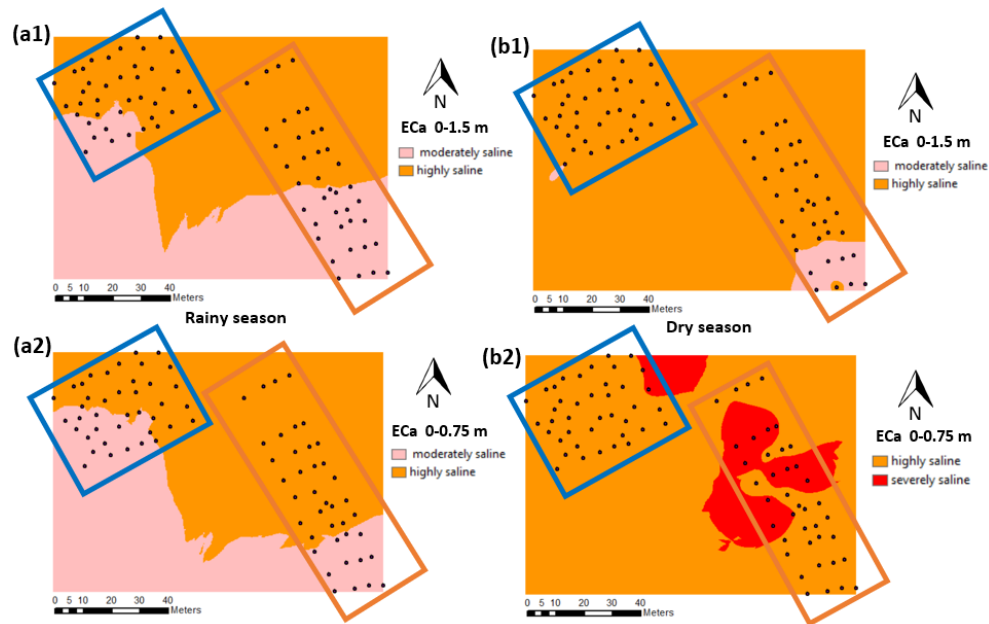 (a1)
N
ECa 0-1.5 m
moderately saline
highly saline
0 5 10 20 30 40
Meters
Rainy season
(b1)
N
ECa 0-1.5 m
moderately saline
highly saline
0 5 10 20 30 40
Meters
Dry season
(a2)
N
ECa 0-0.75 m
moderately saline
highly saline
0 5 10 20 30 40
Meters
(b2)
N
ECa 0-0.75 m
highly saline
severely saline
0 5 10 20 30 40
Meters